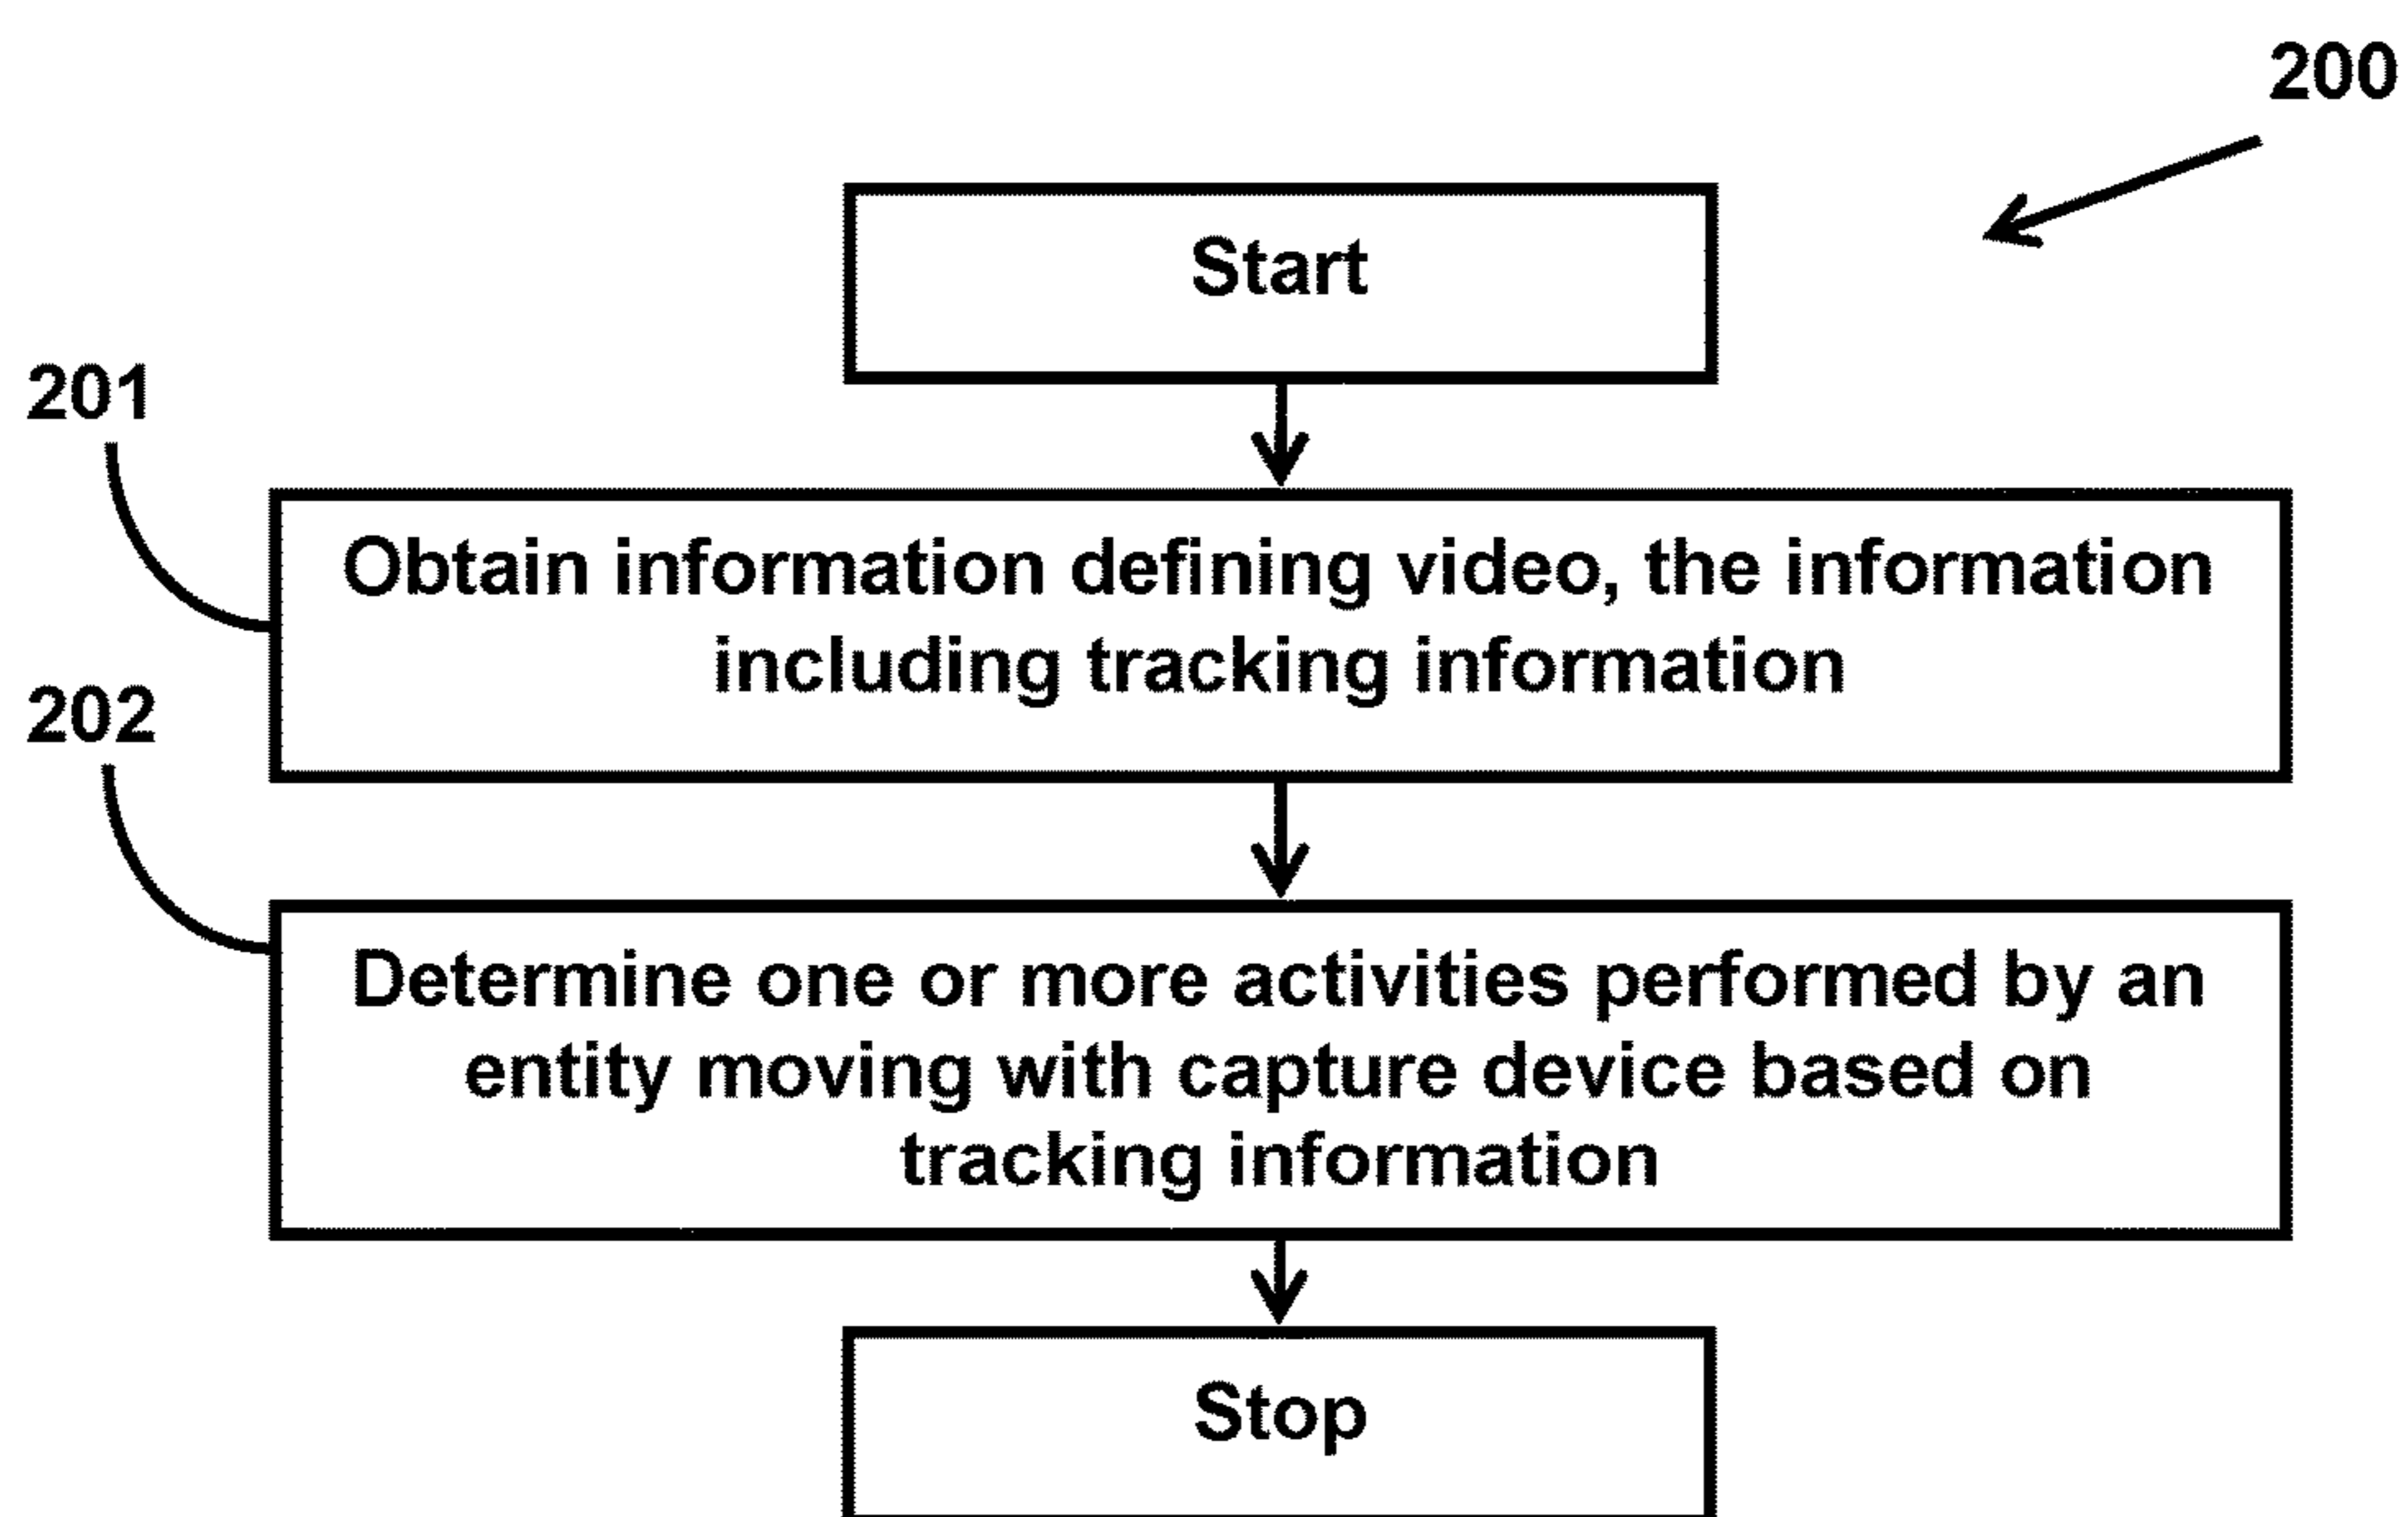 200
Start
201
Obtain information defining video, the information
including tracking information
202
Determine one or more activities performed by an
entity moving with capture device based on
tracking information
Stop